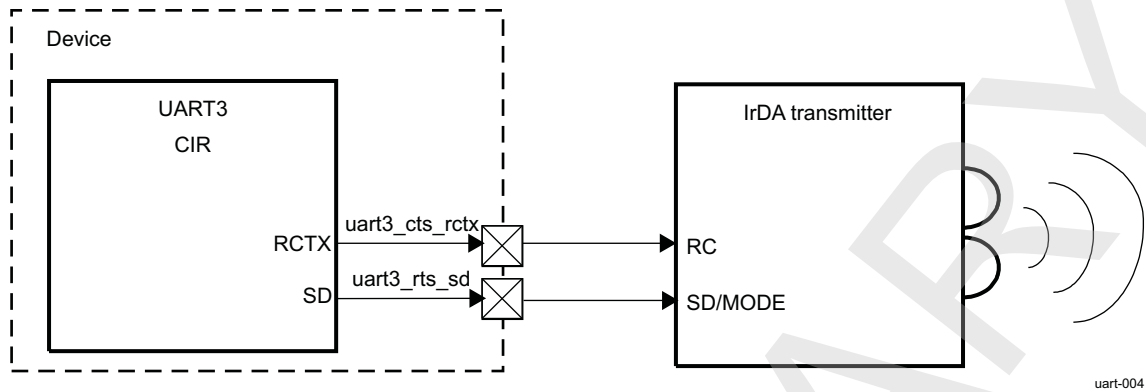 Device
UART3
CIR
IrDA transmitter
uart3_cts_rctx
RCTX
RC
uart3_rts_sd
SD
SD/MODE
uart-004